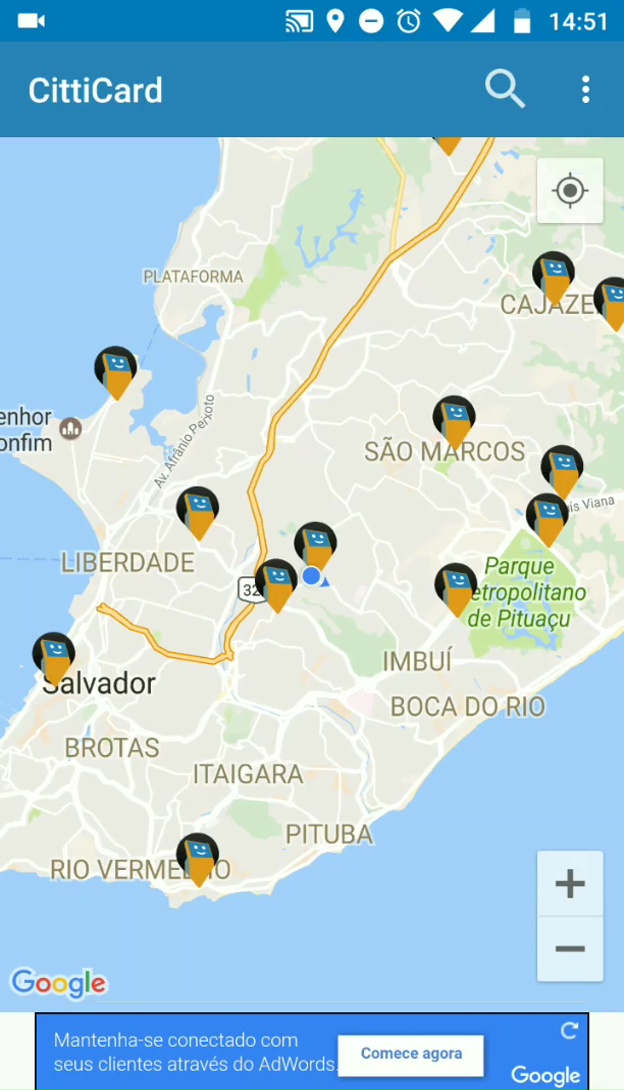 14:51
CittiCard
PLATAFORMA
CAJAZE
enhor
onfim
Av. Afrânio Peixoto
SÃO MARCOS
ís Viana
LIBERDADE
32
Parque
etropolitano
de Pituaçu
IMBUÍ
Salvador
BOCA DO RIO
BROTAS
ITAIGARA
PITUBA
RIO VERMELHO
Google
Mantenha-se conectado com
seus clientes através do AdWords.
Comece agora
Google